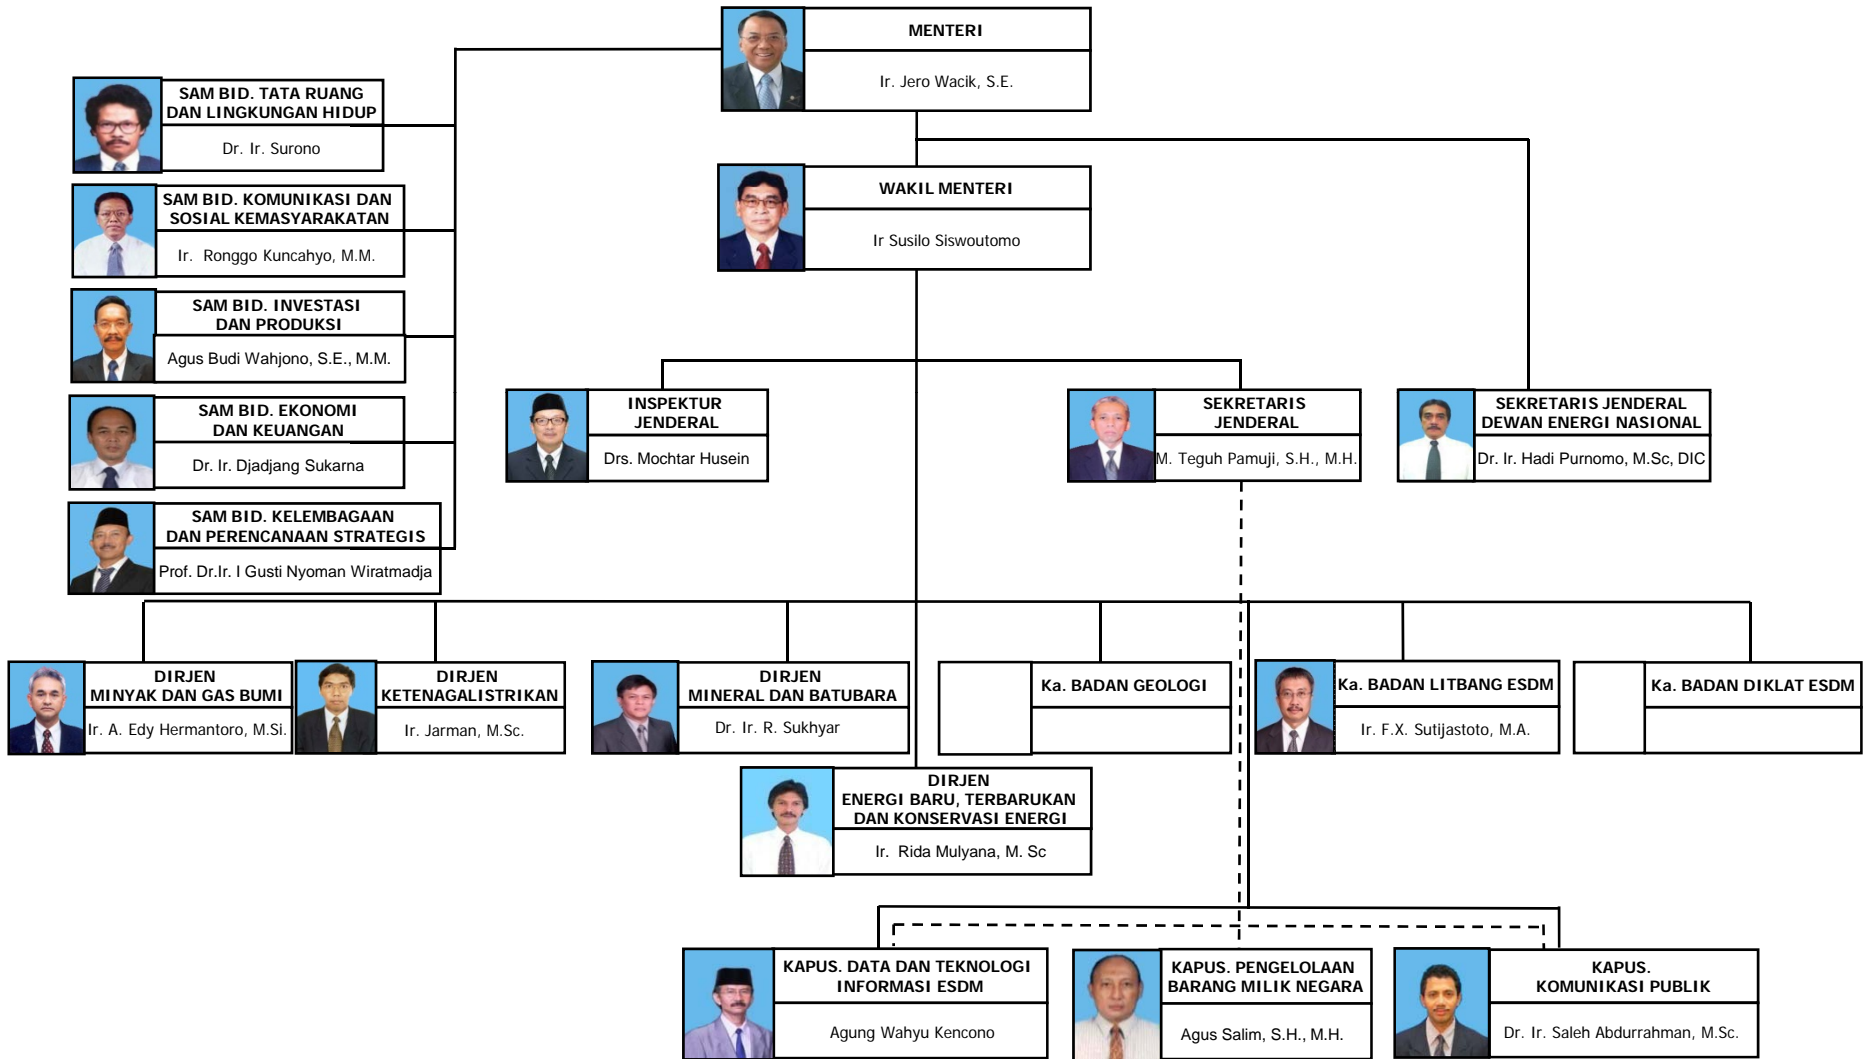 MENTERI
Ir. Jero Wacik, S.E.
SAM BID. TATA RUANG
DAN LINGKUNGAN HIDUP
Dr. Ir. Surono
WAKIL MENTERI
Ir Susilo Siswoutomo
SAM BID. KOMUNIKASI DAN
SOSIAL KEMASYARAKATAN
Ir. Ronggo Kuncahyo, M.M.
SAM BID. INVESTASI
DAN PRODUKSI
Agus Budi Wahjono, S.E., M.M.
SAM BID. EKONOMI
DAN KEUANGAN
Dr. Ir. Djadjang Sukarna
INSPEKTUR
JENDERAL
Drs. Mochtar Husein
SEKRETARIS
JENDERAL
M. Teguh Pamuji, S.H., M.H.
SEKRETARIS JENDERAL
DEWAN ENERGI NASIONAL
Dr. Ir. Hadi Purnomo, M.Sc, DIC
SAM BID. KELEMBAGAAN
DAN PERENCANAAN STRATEGIS
Prof. Dr.Ir. I Gusti Nyoman Wiratmadja
DIRJEN
MINYAK DAN GAS BUMI
Ir. A. Edy Hermantoro, M.Si.
DIRJEN
KETENAGALISTRIKAN
Ir. Jarman, M.Sc.
DIRJEN
MINERAL DAN BATUBARA
Dr. Ir. R. Sukhyar
Ka. BADAN GEOLOGI
Ka. BADAN LITBANG ESDM
Ir. F.X. Sutijastoto, M.A.
Ka. BADAN DIKLAT ESDM
DIRJEN
ENERGI BARU, TERBARUKAN
DAN KONSERVASI ENERGI
Ir. Rida Mulyana, M. Sc
KAPUS. DATA DAN TEKNOLOGI
INFORMASI ESDM
Agung Wahyu Kencono
KAPUS. PENGELOLAAN
BARANG MILIK NEGARA
Agus Salim, S.H., M.H.
KAPUS.
KOMUNIKASI PUBLIK
Dr. Ir. Saleh Abdurrahman, M.Sc.